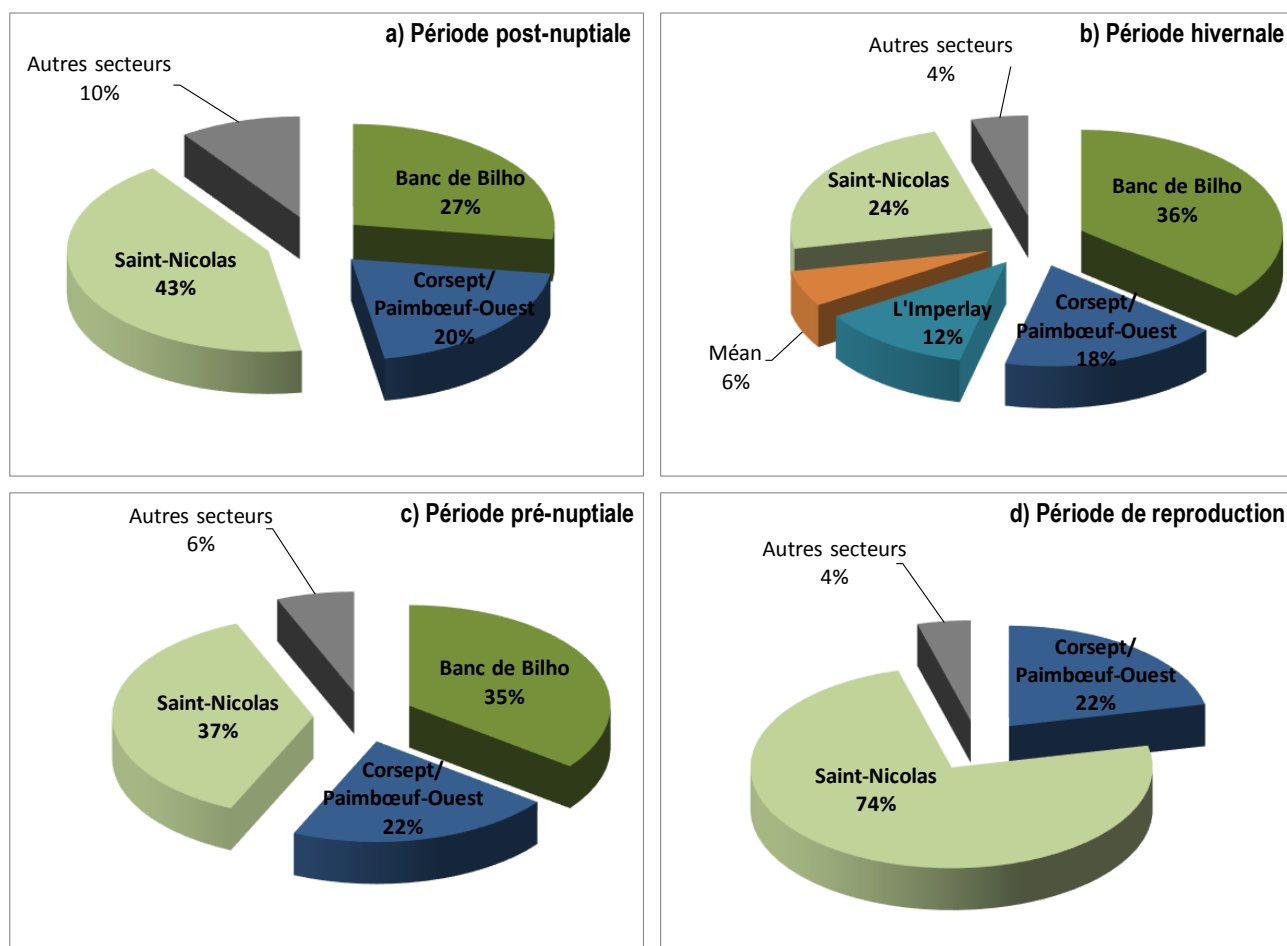 a) Période post-nuptiale
Autres secteurs
10%
Banc de Bilho
27%
Saint-Nicolas
43%
Corsept/
Paimbœuf-Ouest
20%
b) Période hivernale
Autres secteurs
4%
Saint-Nicolas
24%
Banc de Bilho
36%
Corsept/
Paimbœuf-Ouest
18%
L'Imperlay
12%
Méan
6%
c) Période pré-nuptiale
Autres secteurs
6%
Banc de Bilho
35%
Saint-Nicolas
37%
Corsept/
Paimbœuf-Ouest
22%
d) Période de reproduction
Autres secteurs
4%
Corsept/
Paimbœuf-Ouest
22%
Saint-Nicolas
74%